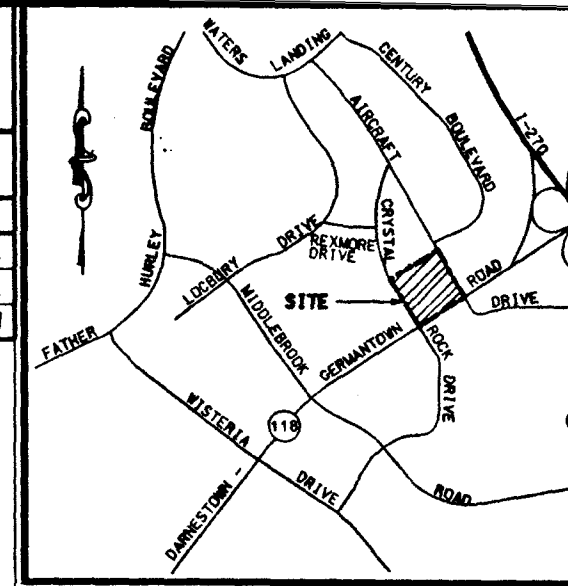 WATERS
LANDING
CENTURY
BOULEVARD
BOULEVARD
AIRCRAFT
I-270
CRYSTAL
DRIVE
REXMORE
DRIVE
HURLEY
LOCBURY
MIDDLEBROOK
SITE
ROAD
DRIVE
GERMANTOWN
ROCK
DRIVE
FATHER
WISTERIA
118
DRIVE
ROAD
DARNESTOWN -